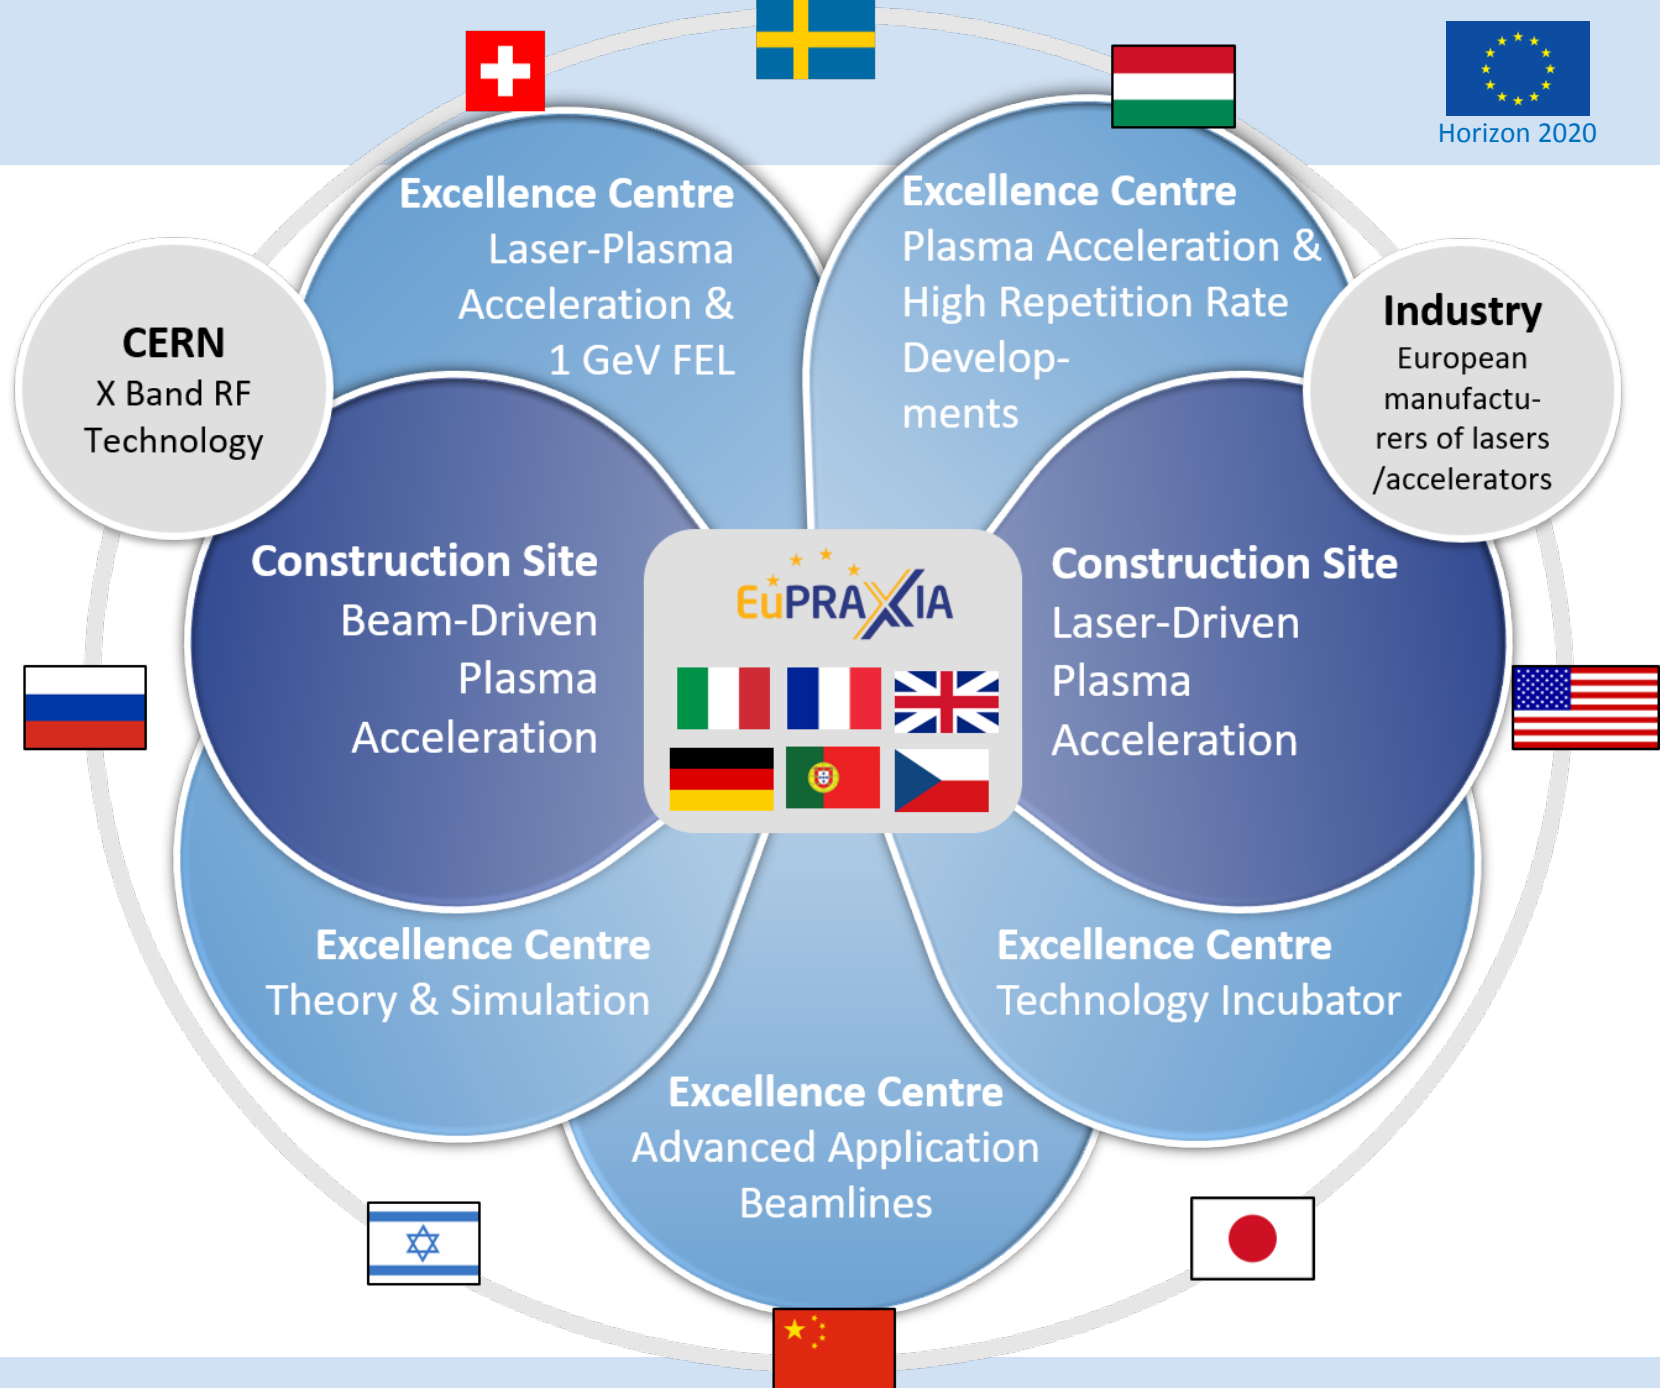 Horizon 2020
Excellence Centre
Laser-Plasma
Acceleration &
1 GeV FEL
Excellence Centre
Plasma Acceleration &
High Repetition Rate
Develop-
ments
CERN
X Band RF
Technology
Industry
European
manufactu-
rers of lasers
/accelerators
Construction Site
Beam-Driven
Plasma
Acceleration
EuPRAXIA
Construction Site
Laser-Driven
Plasma
Acceleration
Excellence Centre
Theory & Simulation
Excellence Centre
Technology Incubator
Excellence Centre
Advanced Application
Beamlines